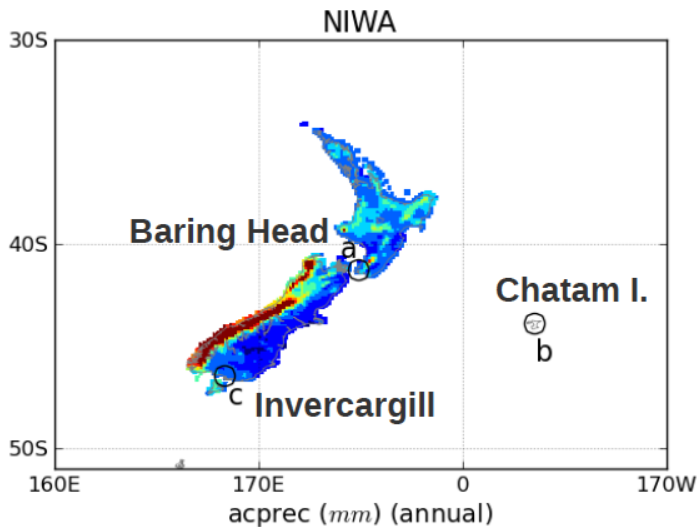 NIWA
30S
Baring Head
40S
a
Chatam I.
b
c
Invercargill
50S
160E 170E 0 170W
acprec (mm) (annual)